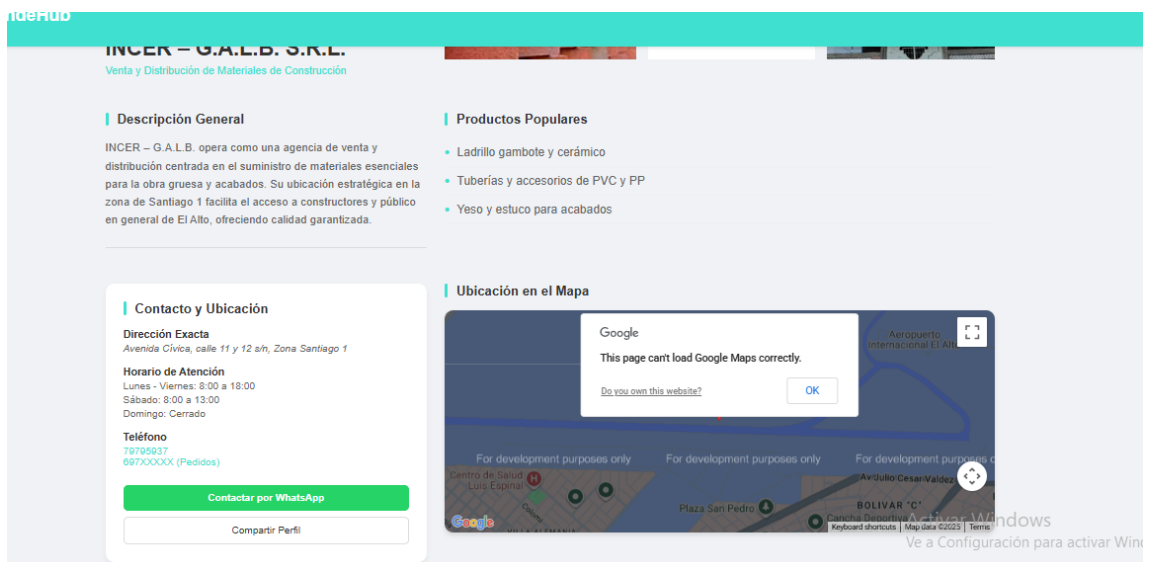 ndeHub
INCER – G.A.L.B. S.R.L.
Venta y Distribución de Materiales de Construcción
Descripción General
INCER – G.A.L.B. opera como una agencia de venta y
distribución centrada en el suministro de materiales esenciales
para la obra gruesa y acabados. Su ubicación estratégica en la
zona de Santiago 1 facilita el acceso a constructores y público
en general de El Alto, ofreciendo calidad garantizada.
Productos Populares
Ladrillo gambote y cerámico
Tuberías y accesorios de PVC y PP
Yeso y estuco para acabados
Contacto y Ubicación
Dirección Exacta
Avenida Cívica, calle 11 y 12 s/n, Zona Santiago 1
Horario de Atención
Lunes - Viernes: 8:00 a 18:00
Sábado: 8:00 a 13:00
Domingo: Cerrado
Teléfono
79795937
697XXXXX (Pedidos)
Contactar por WhatsApp
Compartir Perfil
Ubicación en el Mapa
Google
This page can't load Google Maps correctly.
Do you own this website?
OK
Aeropuerto
Internacional El Alto
For development purposes only
For development purposes only
For development purposes o
Centro de Salud
Luis Espinal
Plaza San Pedro
Av. Julio Cesar Valdez
BOLIVAR "C"
Cancha Deportiva
VILLA ALEMANIA
Google
Keyboard shortcuts
Map data ©2025
Terms
Activar Windows
Ve a Configuración para activar Win